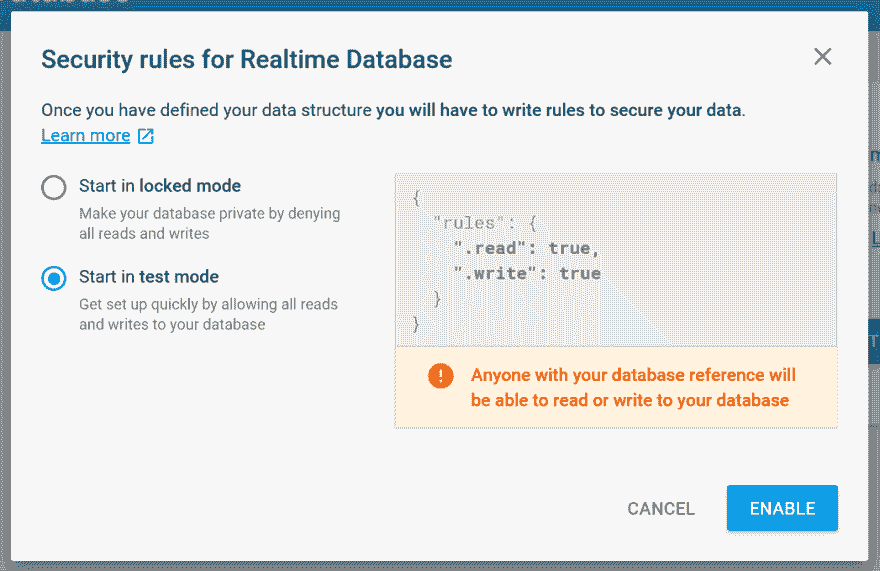 Security rules for Realtime Database
Once you have defined your data structure you will have to write rules to secure your data.
Learn more
Start in locked mode
Make your database private by denying
all reads and writes
Start in test mode
Get set up quickly by allowing all reads
and writes to your database
{
"rules": {
".read": true,
".write": true
}
}
Anyone with your database reference will
be able to read or write to your database
CANCEL
ENABLE